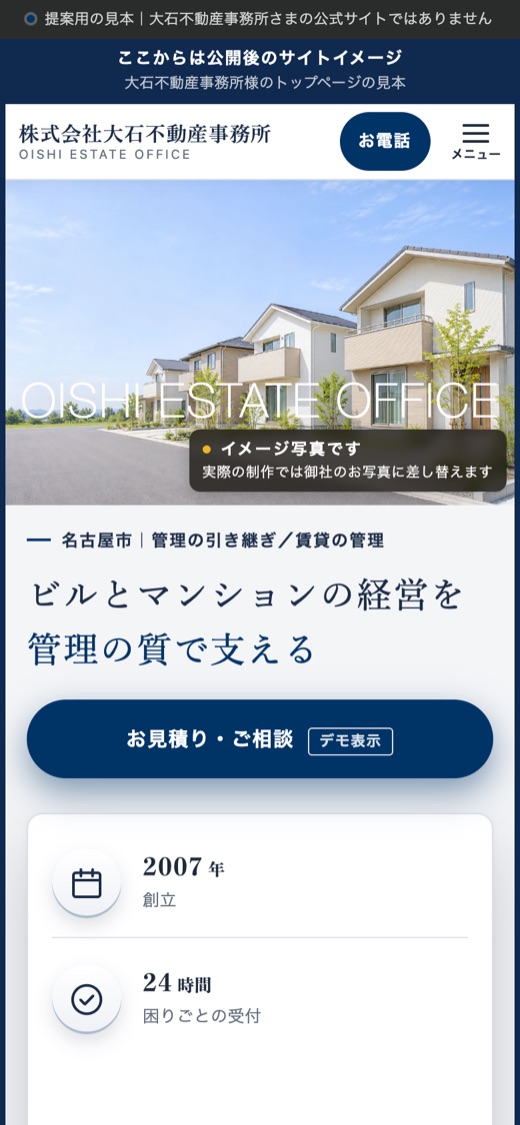 提案用の見本｜大石不動産事務所さまの公式サイトではありません
ここからは公開後のサイトイメージ
大石不動産事務所様のトップページの見本
株式会社大石不動産事務所
OISHI ESTATE OFFICE
お電話
メニュー
OISHI ESTATE OFFICE
イメージ写真です
実際の制作では御社のお写真に差し替えます
名古屋市｜管理の引き継ぎ／賃貸の管理
ビルとマンションの経営を
管理の質で支える
お見積り・ご相談 デモ表示
2007年
創立
24時間
困りごとの受付